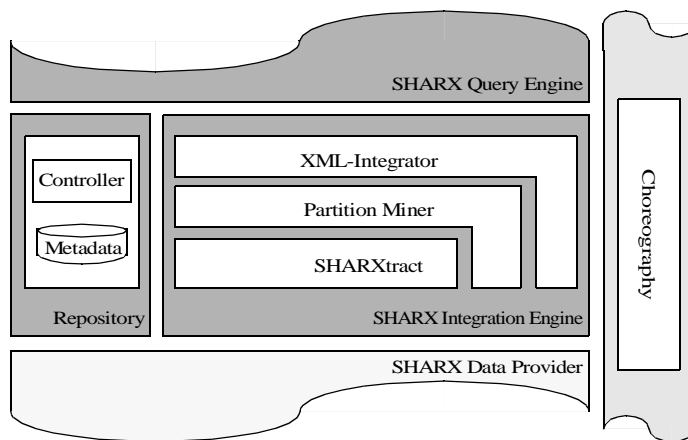 SHARX Query Engine
Controller
Metadata
Repository
XML-Integrator
Partition Miner
SHARXtract
SHARX Integration Engine
SHARX Data Provider
Choreography